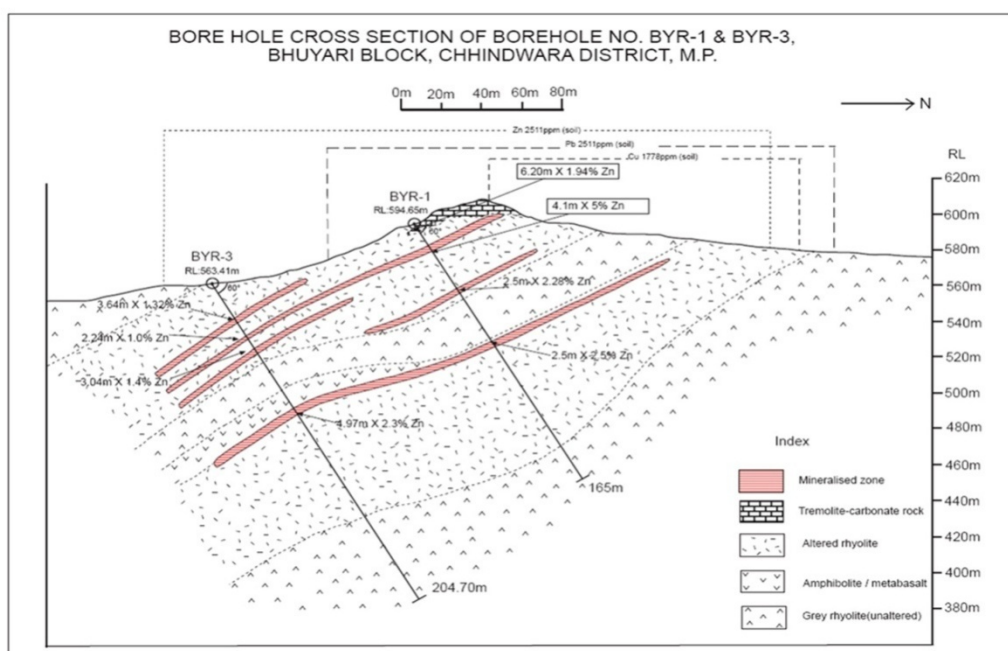 BORE HOLE CROSS SECTION OF BOREHOLE NO. BYR-1 & BYR-3,
BHUYARI BLOCK, CHHINDWARA DISTRICT, M.P.
0m 20m 40m 60m 80m
N
Zn 2511ppm (soil)
Pb 2511ppm (soil)
Cu 1778ppm (soil)
RL
6.20m X 1.94% Zn
BYR-1
RL:594.65m
60°
4.1m X 5% Zn
BYR-3
RL:563.41m
60°
3.64m X 1.32% Zn
2.24m X 1.0% Zn
3.04m X 1.4% Zn
2.5m X 2.28% Zn
2.5m X 2.5% Zn
4.97m X 2.3% Zn
165m
204.70m
620m
600m
580m
560m
540m
520m
500m
480m
460m
440m
420m
400m
380m
Index
Mineralised zone
Tremolite-carbonate rock
Altered rhyolite
Amphibolite / metabasalt
Grey rhyolite(unaltered)